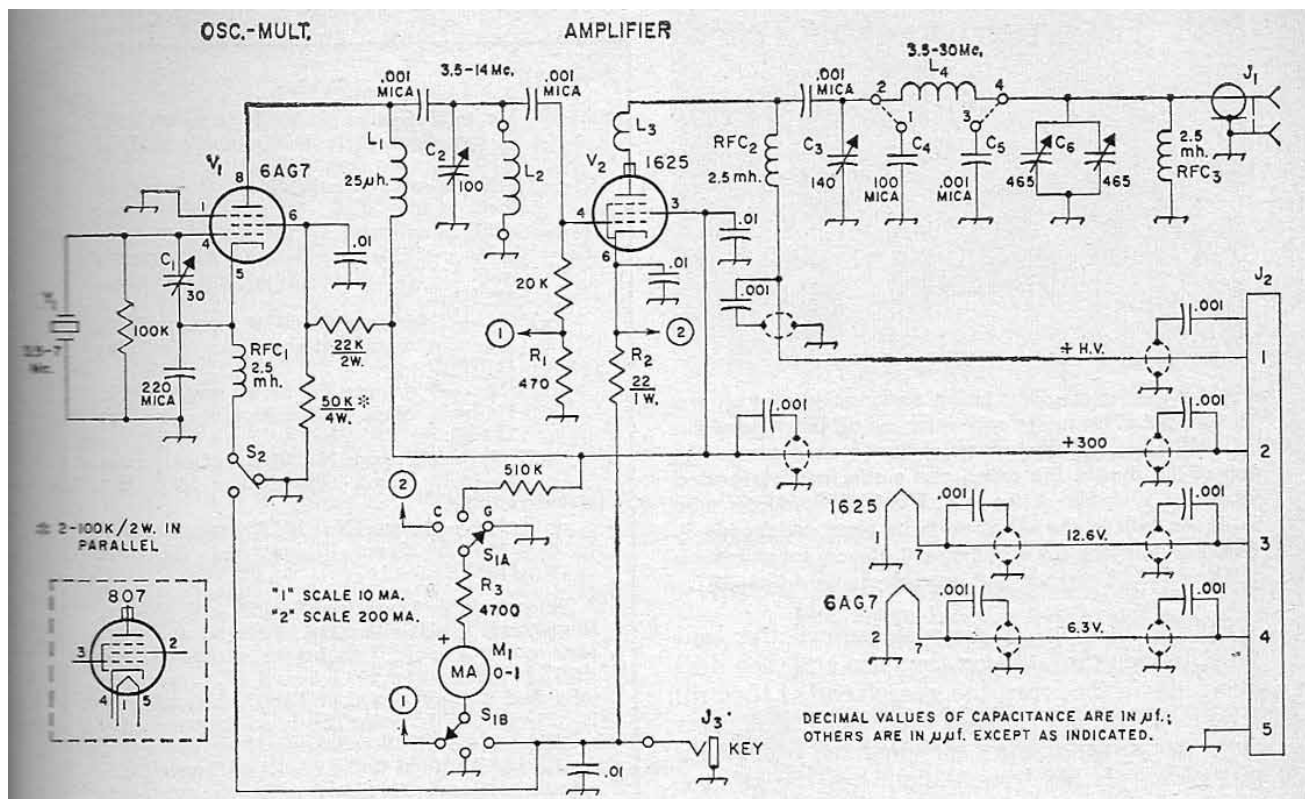 OSC.-MULT.
AMPLIFIER
.001
MICA
3.5-14 Mc.
.001
MICA
.001
MICA
3.5-30 Mc.
L4
J1
V1
6AG7
8
1
4
5
6
L1
25µh.
C2
100
L2
L3
V2
1625
4
3
6
RFC2
2.5mh.
C3
140
2
1
C4
100
MICA
4
3
C5
.001
MICA
C6
465
465
2.5
mh.
RFC3
.01
C1
30
100K
220
MICA
RFC1
2.5
mh.
22K
2W.
50K*
4W.
20K
1
R1
470
.01
.01
2
R2
22
1W.
.001
J2
.001
+ H.V.
1
.001
.001
+300
2
S2
510K
2
C
G
S1A
R3
4700
+
M1
0-1
MA
1
S1B
.01
J3
KEY
1625
1
7
.001
12.6V.
.001
3
6AG7
2
7
.001
6.3V.
.001
4
5
* 2-100K/2W. IN
PARALLEL
807
3
2
4
1
5
"1" SCALE 10 MA.
"2" SCALE 200 MA.
DECIMAL VALUES OF CAPACITANCE ARE IN µf.;
OTHERS ARE IN µµf. EXCEPT AS INDICATED.